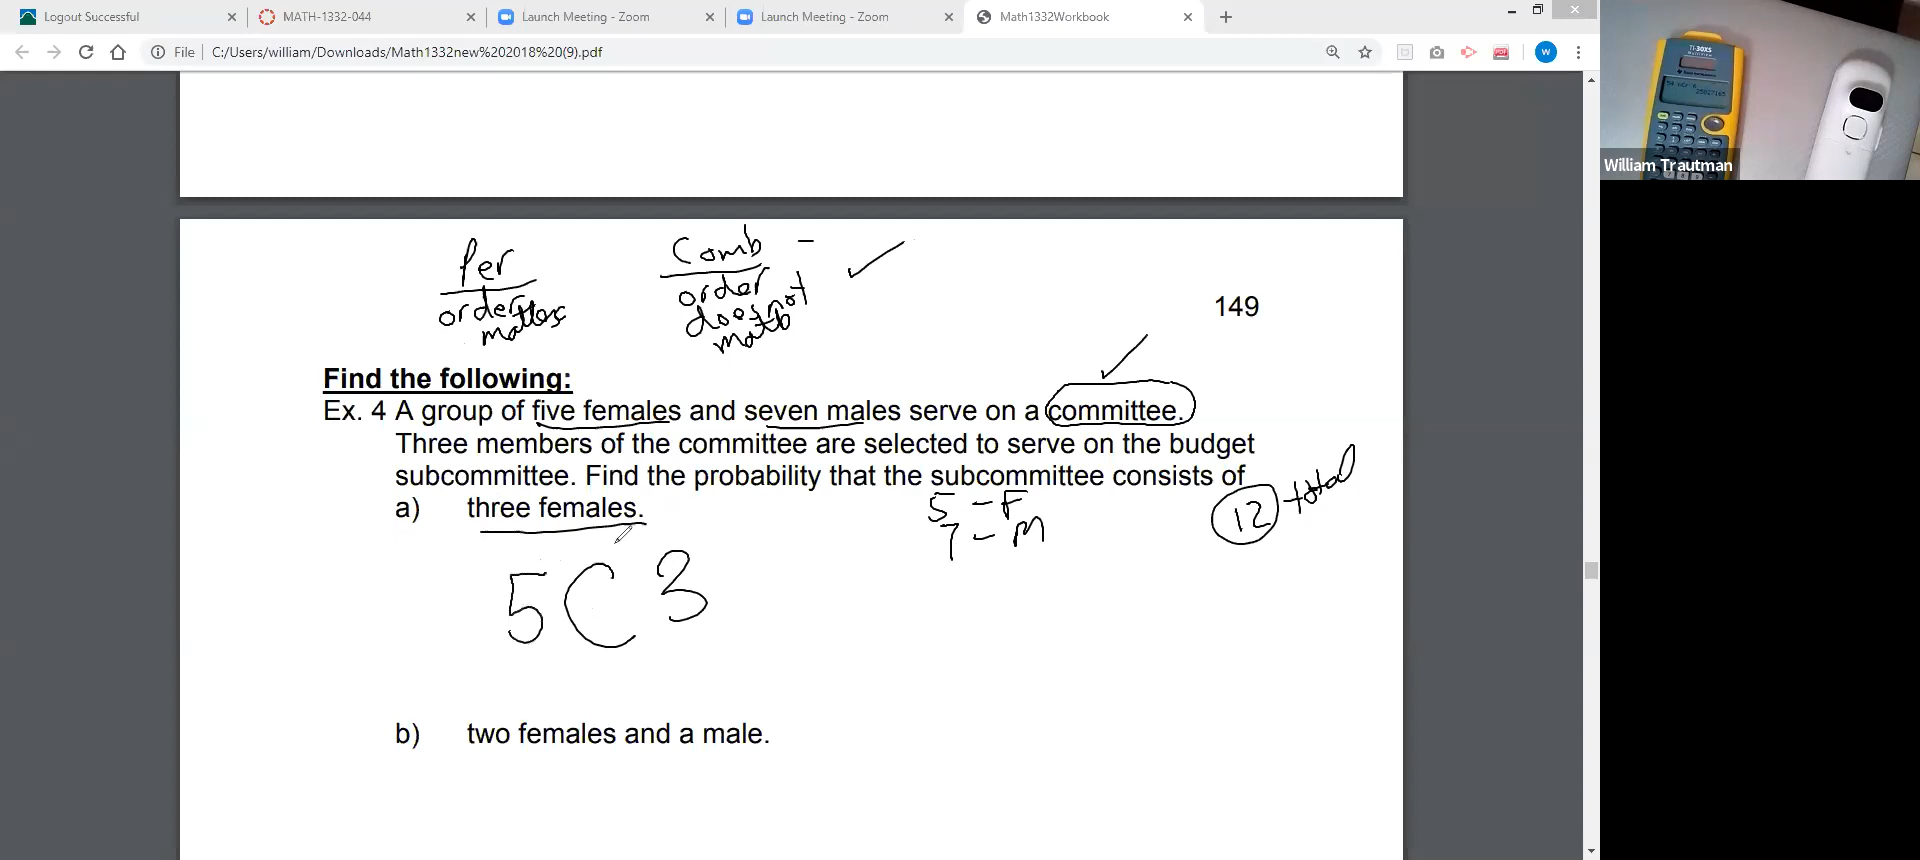 Logout Successful
MATH-1332-044
Launch Meeting - Zoom
Launch Meeting - Zoom
Math1332Workbook
File
C:/Users/william/Downloads/Math1332new%202018%20(9).pdf
W
TI-30XS
William Trautman
Per
order matters
Comb -
order
does not
matt
149
Find the following:
Ex. 4 A group of five females and seven males serve on a committee.
Three members of the committee are selected to serve on the budget
subcommittee. Find the probability that the subcommittee consists of
a) three females.
5 - F
7 - M
12 total
5C3
b) two females and a male.